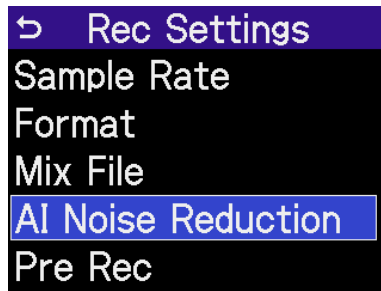 Rec Settings
Sample Rate
Format
Mix File
AI Noise Reduction
Pre Rec